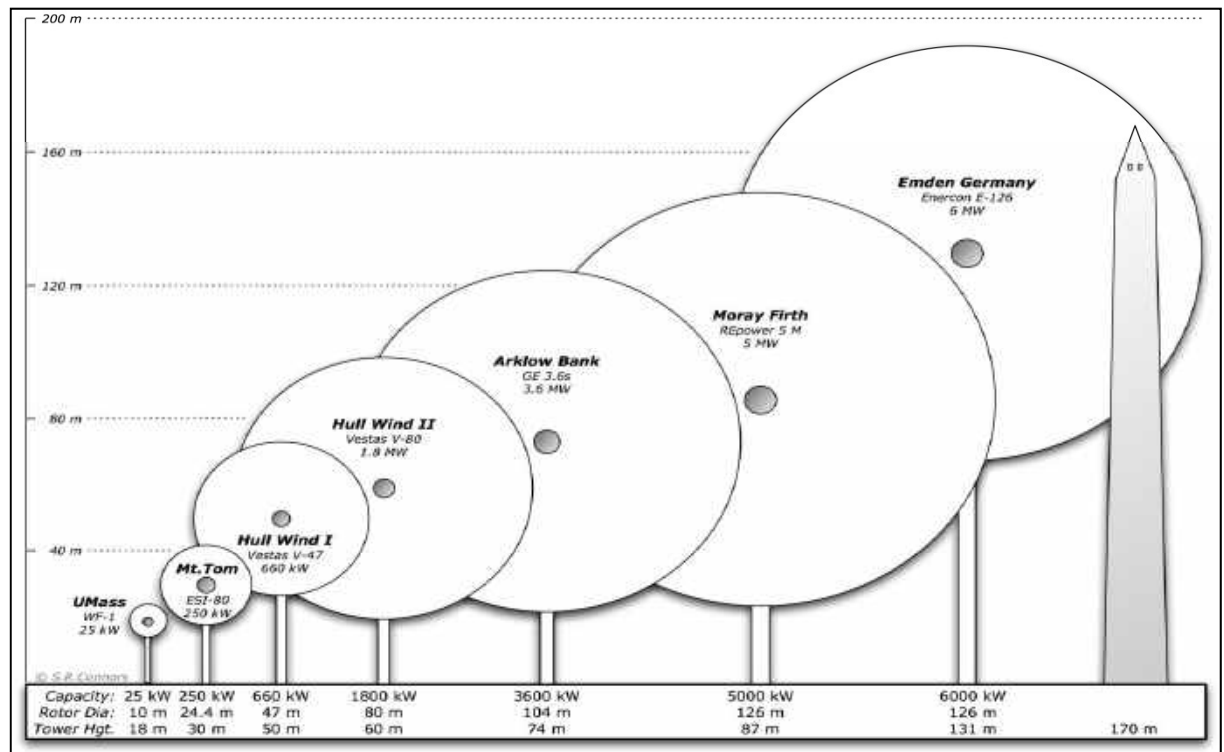 200 m
160 m
120 m
80 m
40 m
Emden Germany
Enercon E-126
6 MW
Moray Firth
REpower 5 M
5 MW
Arklow Bank
GE 3.6s
3.6 MW
Hull Wind II
Vestas V-80
1.8 MW
Hull Wind I
Vestas V-47
660 kW
Mt.Tom
ESI-80
250 kW
UMass
WF-1
25 kW
© S.R.Connors
Capacity: 25 kW 250 kW 660 kW 1800 kW 3600 kW 5000 kW 6000 kW
Rotor Dia: 10 m 24.4 m 47 m 80 m 104 m 126 m 126 m
Tower Hgt. 18 m 30 m 50 m 60 m 74 m 87 m 131 m 170 m